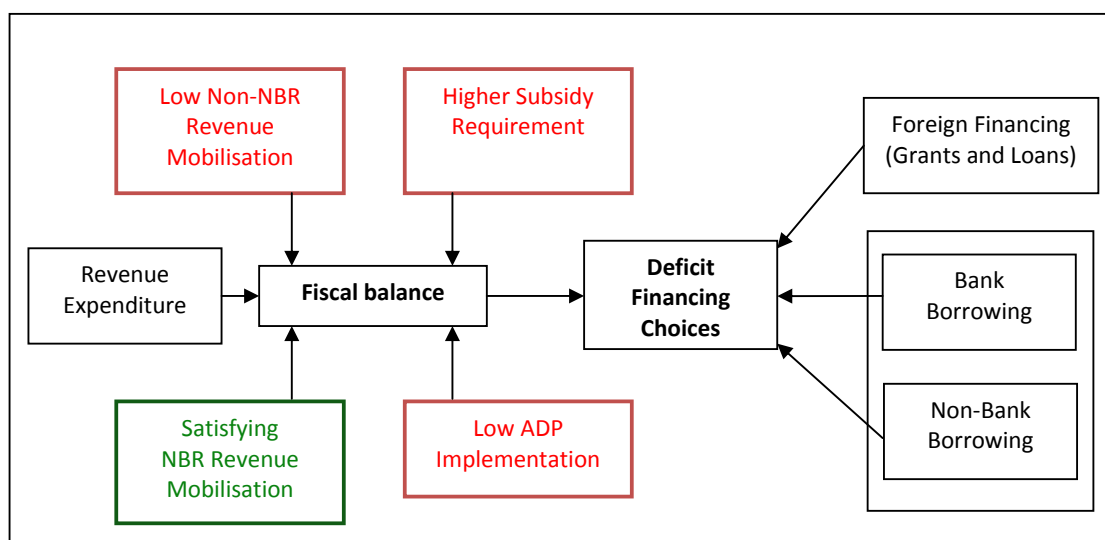 Low Non-NBR
Revenue
Mobilisation
Higher Subsidy
Requirement
Foreign Financing
(Grants and Loans)
Revenue
Expenditure
Fiscal balance
Deficit
Financing
Choices
Bank
Borrowing
Non-Bank
Borrowing
Satisfying
NBR Revenue
Mobilisation
Low ADP
Implementation